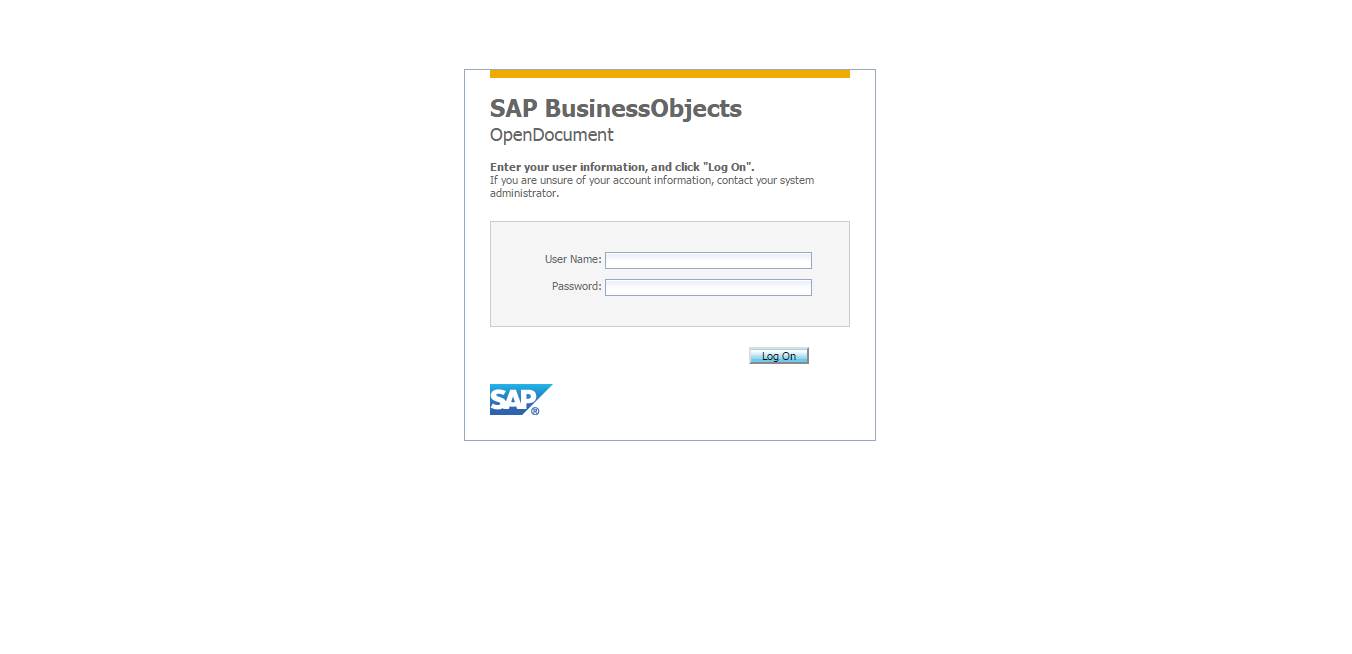 SAP BusinessObjects
OpenDocument
Enter your user information, and click "Log On".
If you are unsure of your account information, contact your system
administrator.
User Name:
Password:
Log On
SAP®